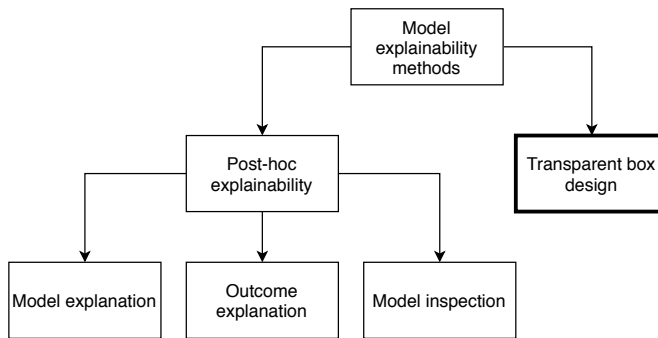 Model
explainability
methods
Post-hoc
explainability
Transparent box
design
Model explanation
Outcome
explanation
Model inspection